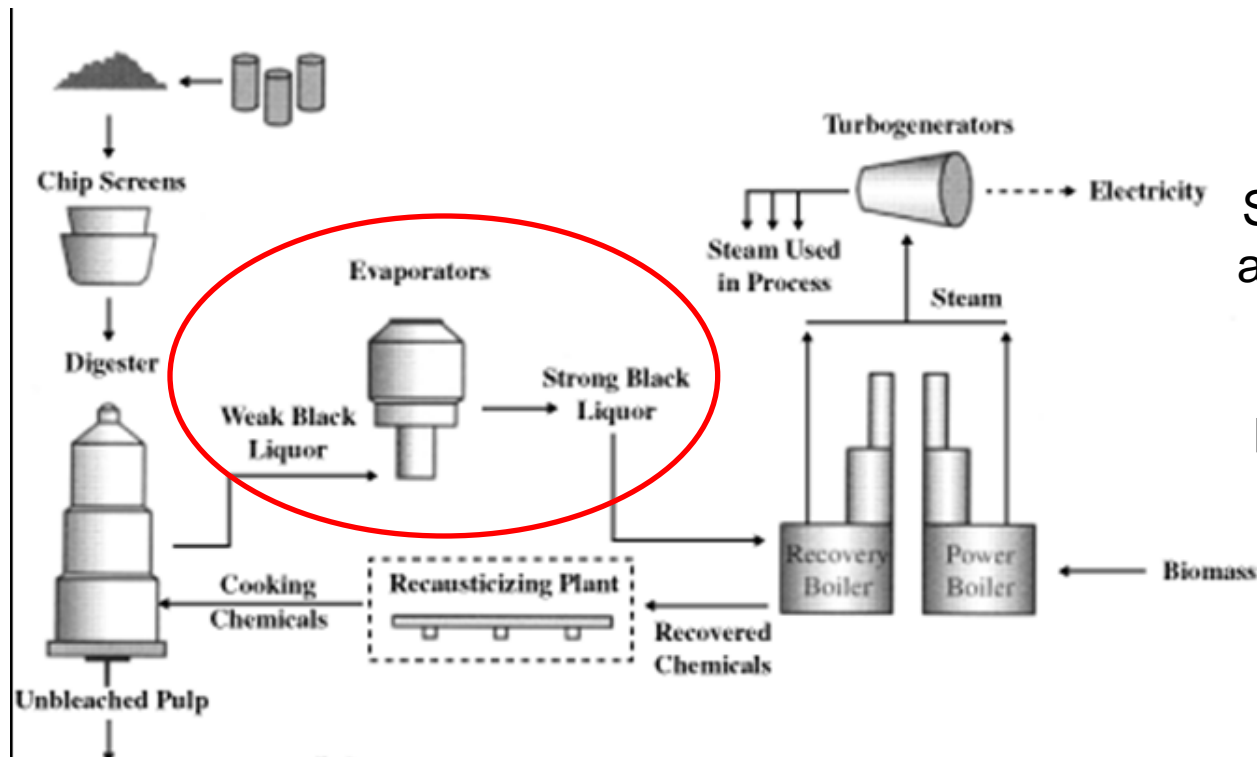 Turbogenerators
Chip Screens
Electricity
Steam Used
in Process
Evaporators
Steam
Digester
Strong Black
Liquor
Weak Black
Liquor
Recovery
Boiler
Power
Boiler
Biomass
Cooking
Chemicals
Recausticizing Plant
Recovered
Chemicals
Unbleached Pulp
S
a